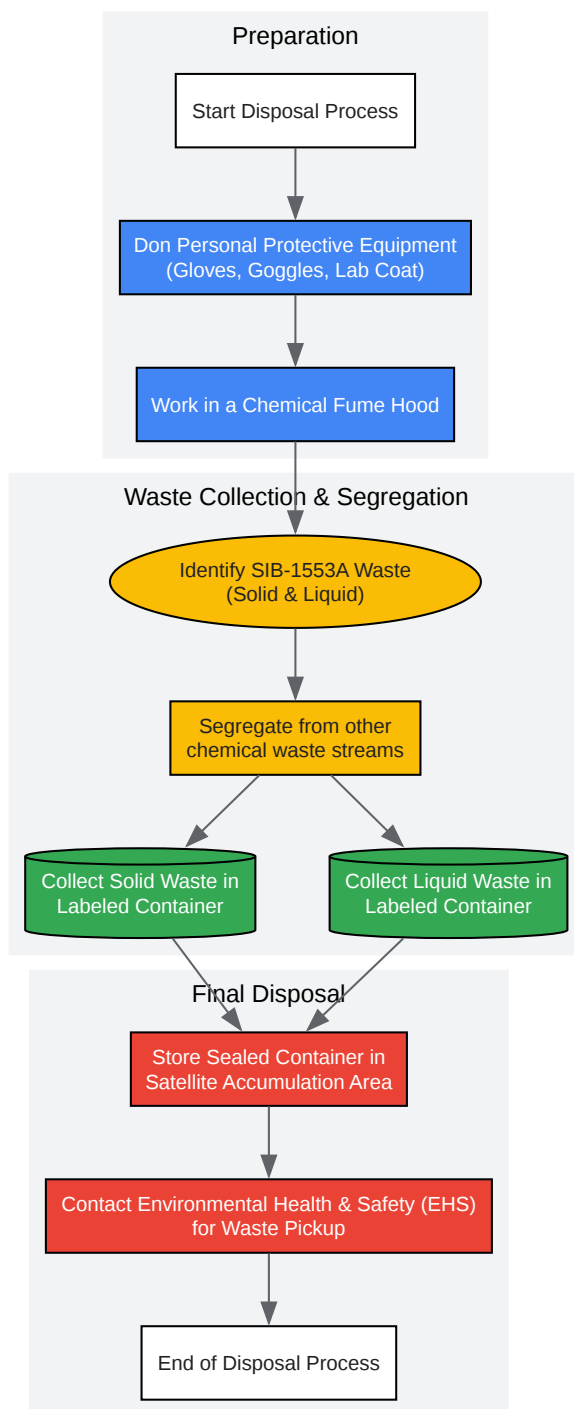 Preparation
Start Disposal Process
Don Personal Protective Equipment
(Gloves, Goggles, Lab Coat)
Work in a Chemical Fume Hood
Waste Collection & Segregation
Identify SIB-1553A Waste
(Solid & Liquid)
Segregate from other
chemical waste streams
Collect Solid Waste in
Labeled Container
Collect Liquid Waste in
Labeled Container
Final Disposal
Store Sealed Container in
Satellite Accumulation Area
Contact Environmental Health & Safety (EHS)
for Waste Pickup
End of Disposal Process